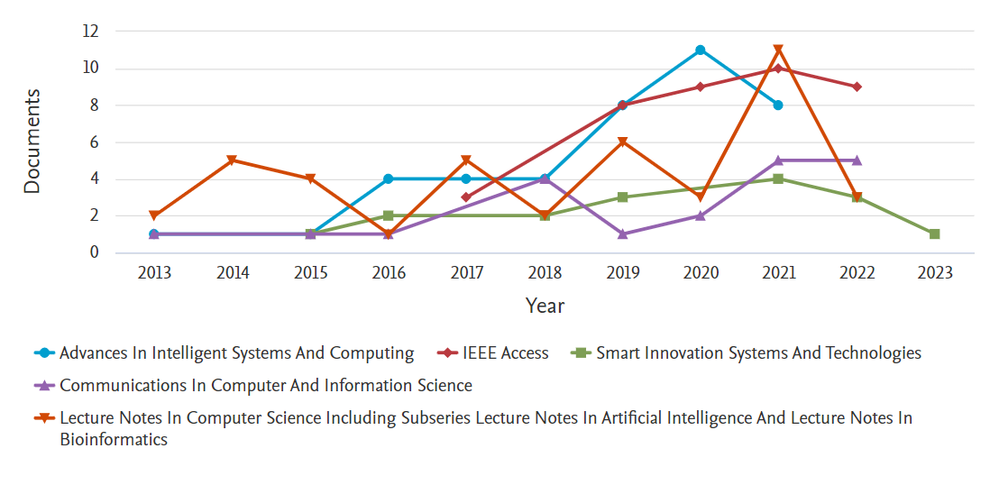 12
10
8
6
4
2
0
Documents
2013 2014 2015 2016 2017 2018 2019 2020 2021 2022 2023
Year
Advances In Intelligent Systems And Computing IEEE Access Smart Innovation Systems And Technologies
Communications In Computer And Information Science
Lecture Notes In Computer Science Including Subseries Lecture Notes In Artificial Intelligence And Lecture Notes In
Bioinformatics